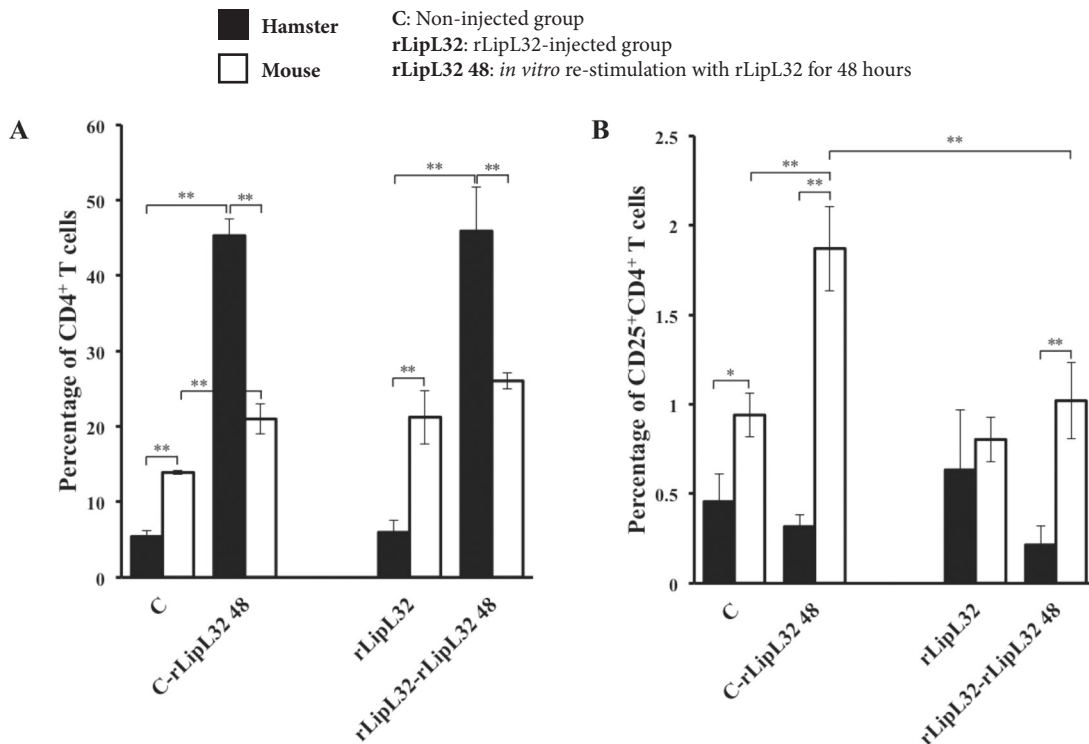 Hamster
Mouse
C: Non-injected group
rLipL32: rLipL32-injected group
rLipL32 48: in vitro re-stimulation with rLipL32 for 48 hours
A
Percentage of CD4+ T cells
60
50
40
30
20
10
0
**
**
**
**
**
**
**
C
C-rLipL32 48
rLipL32
rLipL32-rLipL32 48
B
Percentage of CD25+CD4+ T cells
2.5
2
1.5
1
0.5
0
**
**
**
*
**
C
C-rLipL32 48
rLipL32
rLipL32-rLipL32 48